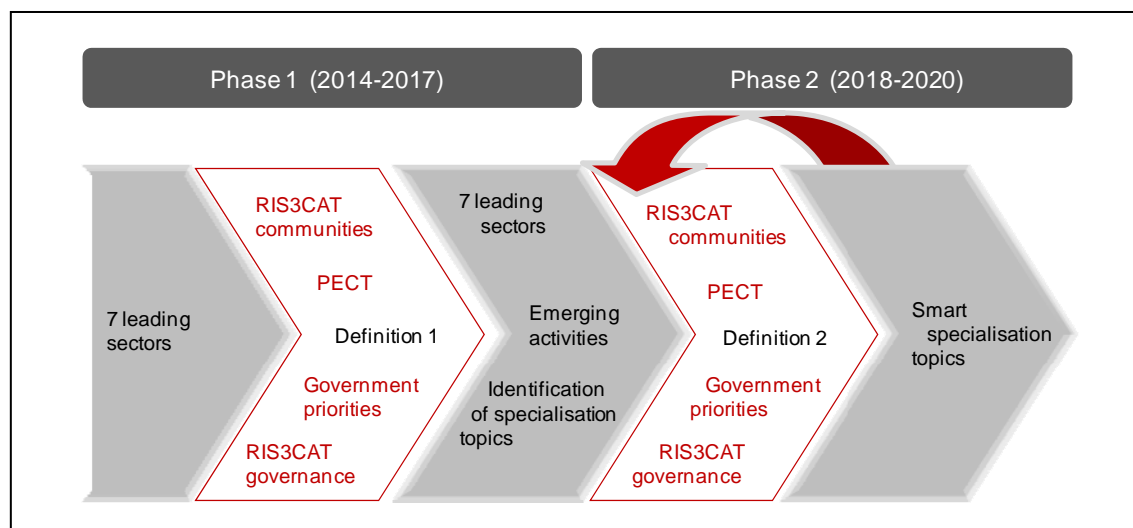 Phase 1 (2014-2017)
Phase 2 (2018-2020)
7 leading
sectors
RIS3CAT
communities
PECT
Definition 1
Government
priorities
RIS3CAT
governance
7 leading
sectors
Emerging
activities
Identification
of specialisation
topics
RIS3CAT
communities
PECT
Definition 2
Government
priorities
RIS3CAT
governance
Smart
specialisation
topics